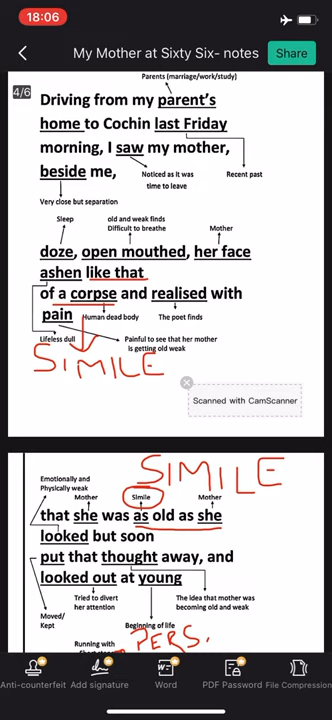 18:06
My Mother at Sixty Six- notes
Share
4/6
Parents (marriage/work/study)
Driving from my parent's
home to Cochin last Friday
morning, I saw my mother,
beside me,
Noticed as it was
time to leave
Recent past
Very close but separation
Sleep
old and weak finds
Difficult to breathe
Mother
doze, open mouthed, her face
ashen like that
of a corpse and realised with
pain
Human dead body
The poet finds
Lifeless dull
Painful to see that her mother
is getting old weak
SIMILE
Scanned with CamScanner
Emotionally and
Physically weak
SIMILE
Mother
Simile
Mother
that she was as old as she
looked but soon
put that thought away, and
looked out at young
Moved/
Kept
Tried to divert
her attention
The idea that mother was
becoming old and weak
Beginning of life
PERS.
Running with
Anti-counterfeit
Add signature
Word
PDF Password
File Compression